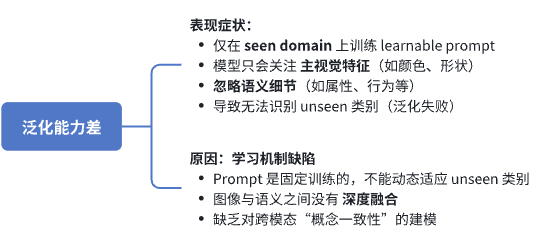 泛化能力差
表现症状：
• 仅在 seen domain 上训练 learnable prompt
• 模型只会关注 主视觉特征（如颜色、形状）
• 忽略语义细节（如属性、行为等）
• 导致无法识别 unseen 类别（泛化失败）
原因：学习机制缺陷
• Prompt 是固定训练的，不能动态适应 unseen 类别
• 图像与语义之间没有 深度融合
• 缺乏对跨模态“概念一致性”的建模